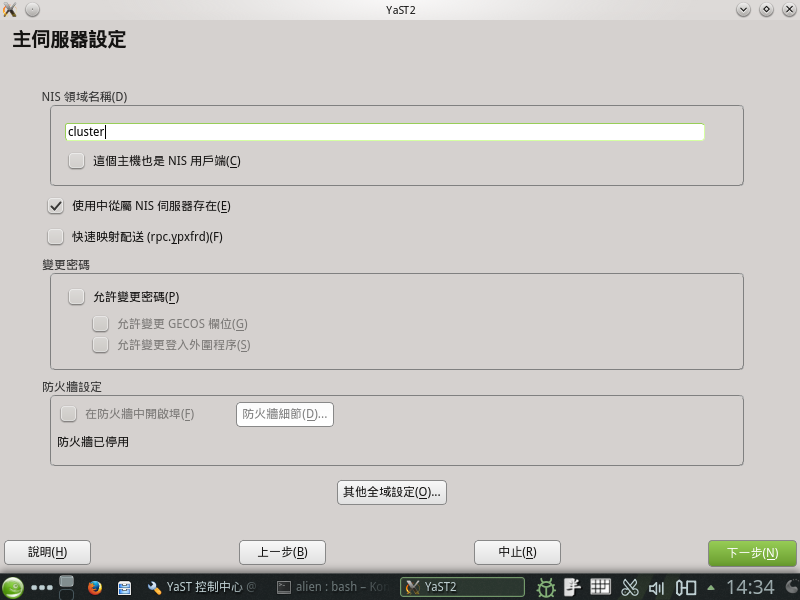 YaST2
主伺服器設定
NIS 領域名稱(D)
cluster
這個主機也是 NIS 用戶端(C)
使用中從屬 NIS 伺服器存在(E)
快速映射配送 (rpc.ypxfrd)(F)
變更密碼
允許變更密碼(P)
允許變更 GECOS 欄位(G)
允許變更登入外圍程序(S)
防火牆設定
在防火牆中開啟埠(F)
防火牆細節(D)...
防火牆已停用
其他全域設定(O)...
說明(H)
上一步(B)
中止(R)
下一步(N)
YaST 控制中心 @
alien : bash – Kon
YaST2
14:34